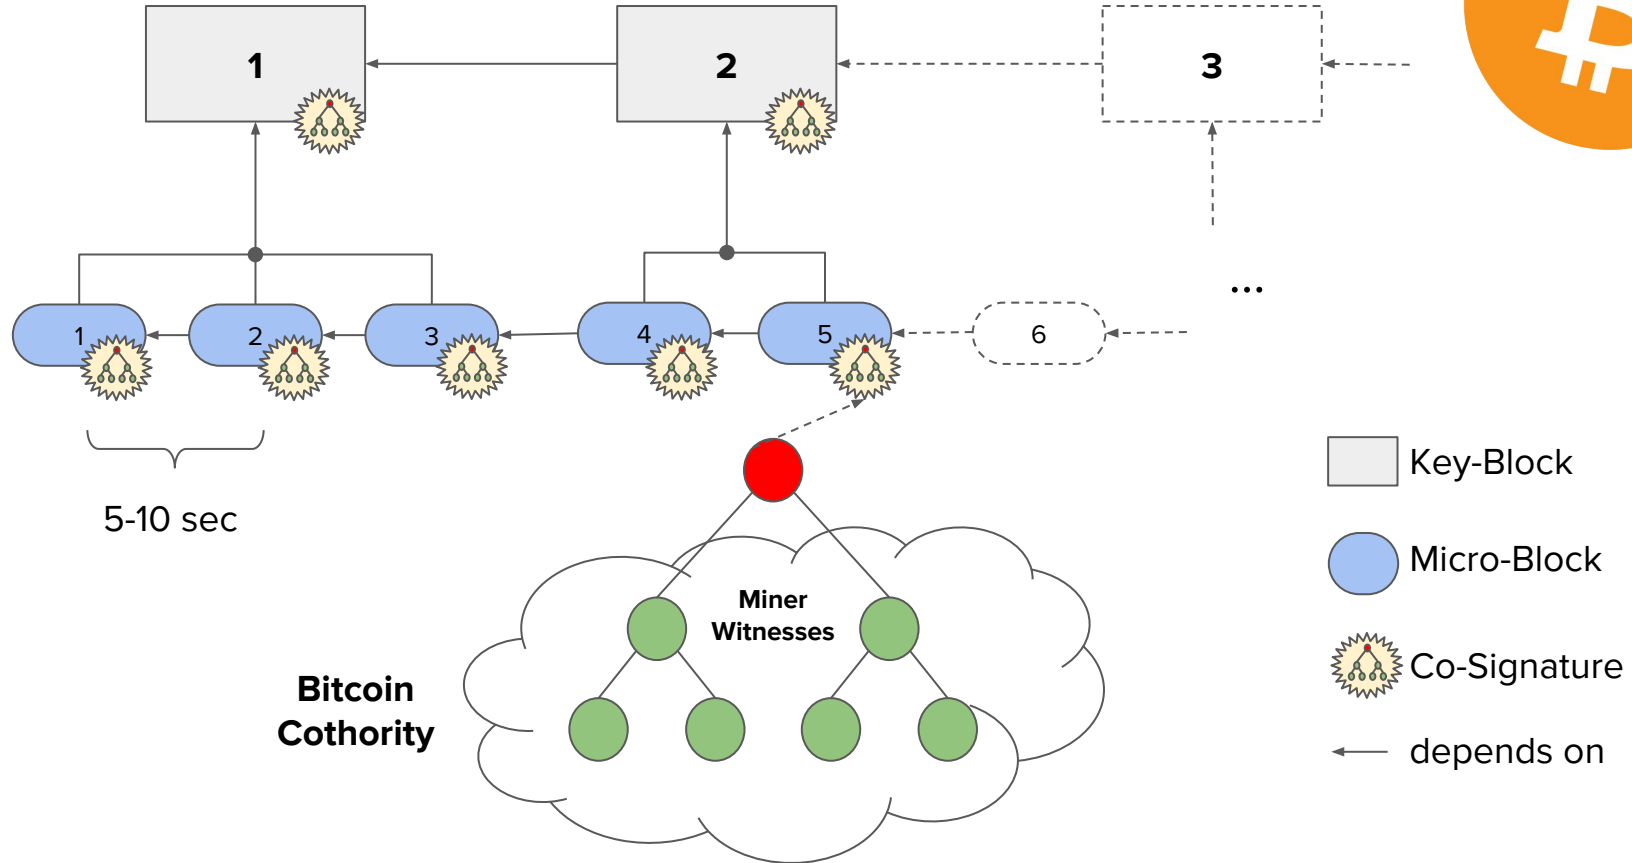 1
2
3
1
2
3
4
5
6
...
5-10 sec
Miner
Witnesses
Bitcoin
Cothority
Key-Block
Micro-Block
Co-Signature
depends on